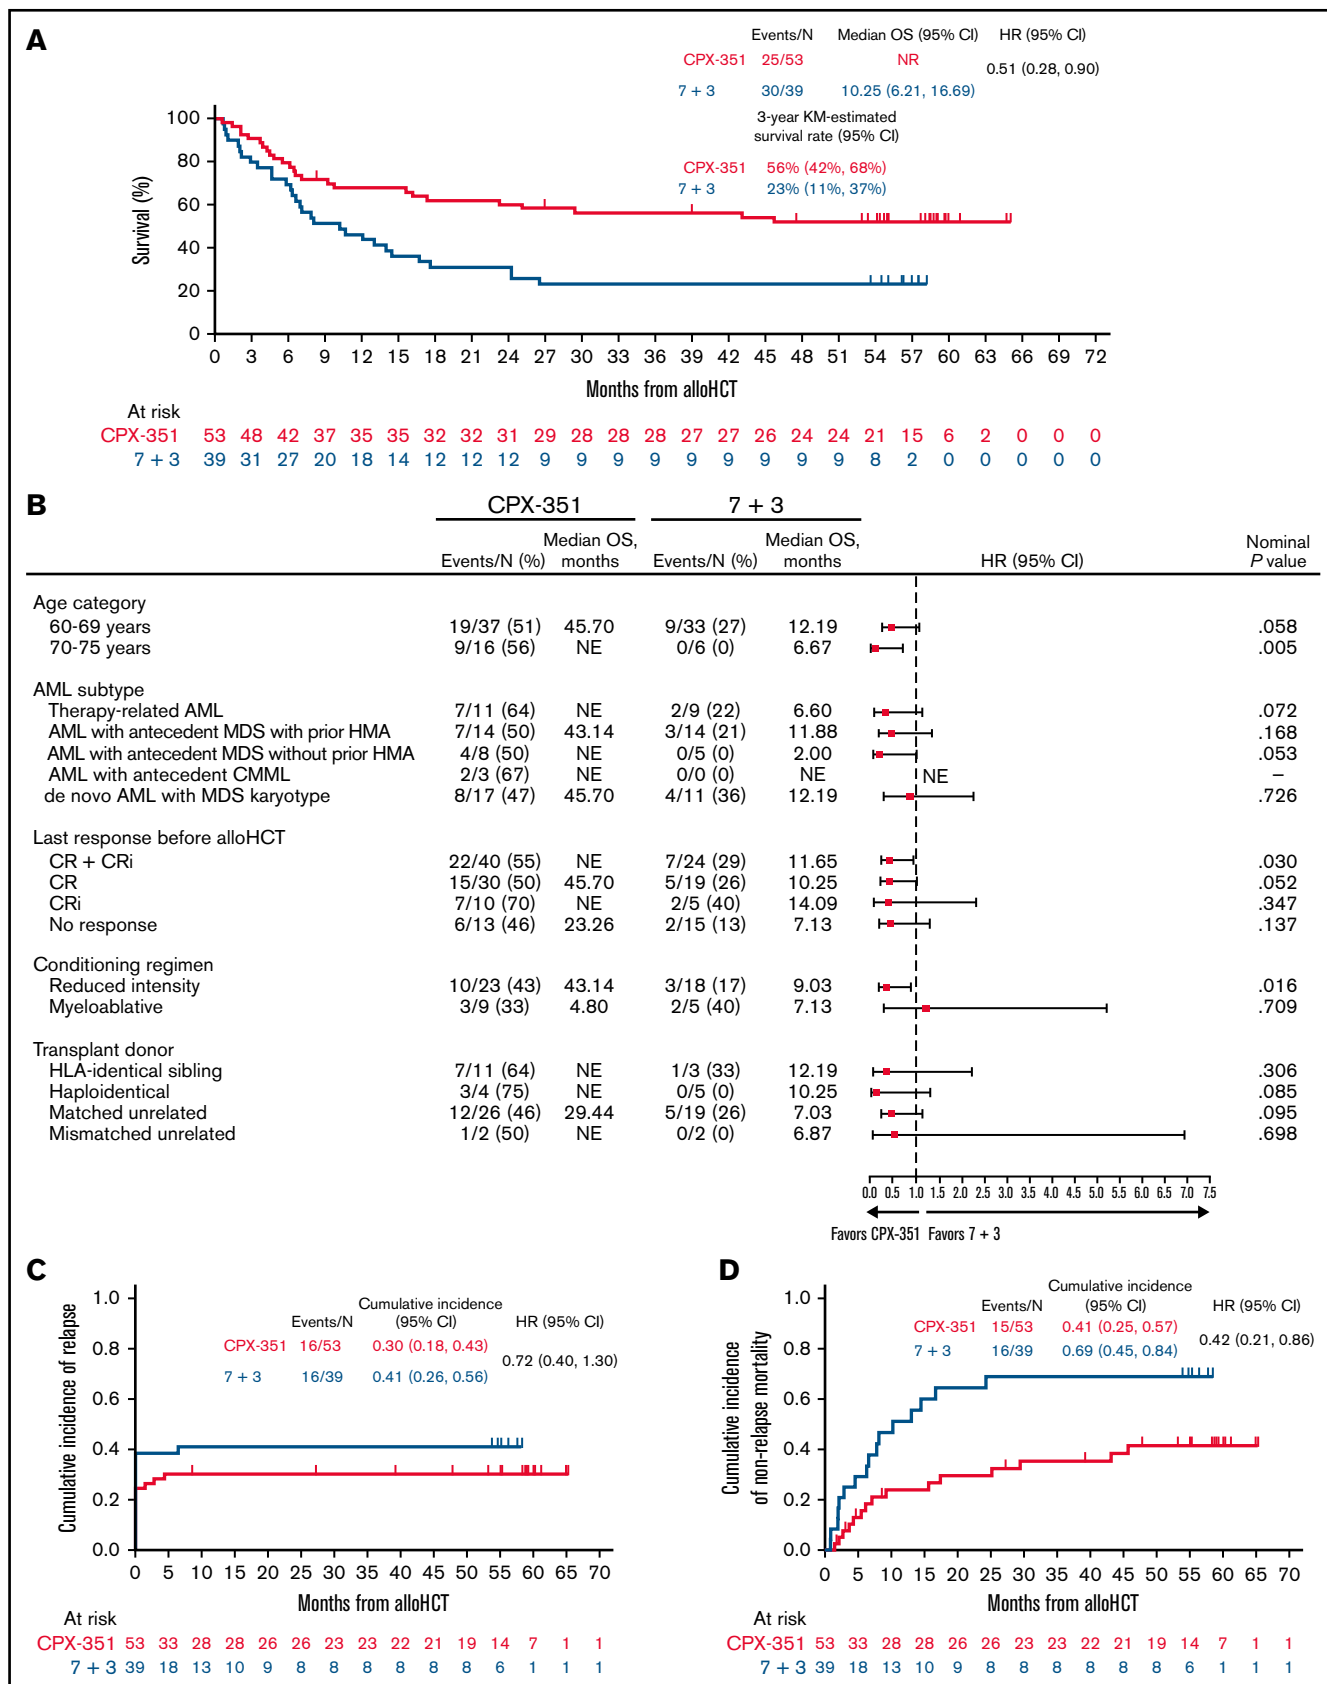 A
Events/N Median OS (95% CI) HR (95% CI)
CPX-351 25/53 NR
0.51 (0.28, 0.90)
7 + 3 30/39 10.25 (6.21, 16.69)
3-year KM-estimated
survival rate (95% CI)
CPX-351 56% (42%, 68%)
7 + 3 23% (11%, 37%)
Survival (%)
100
80
60
40
20
0
0 3 6 9 12 15 18 21 24 27 30 33 36 39 42 45 48 51 54 57 60 63 66 69 72
Months from alloHCT
At risk
CPX-351 53 48 42 37 35 35 32 32 31 29 28 28 28 27 27 26 24 24 21 15 6 2 0 0 0
7 + 3 39 31 27 20 18 14 12 12 12 9 9 9 9 9 9 9 9 9 8 2 0 0 0 0 0
B
CPX-351 7 + 3
Events/N (%) Median OS, months Events/N (%) Median OS, months HR (95% CI) Nominal P value
Age category
60-69 years 19/37 (51) 45.70 9/33 (27) 12.19 .058
70-75 years 9/16 (56) NE 0/6 (0) 6.67 .005
AML subtype
Therapy-related AML 7/11 (64) NE 2/9 (22) 6.60 .072
AML with antecedent MDS with prior HMA 7/14 (50) 43.14 3/14 (21) 11.88 .168
AML with antecedent MDS without prior HMA 4/8 (50) NE 0/5 (0) 2.00 .053
AML with antecedent CMML 2/3 (67) NE 0/0 (0) NE NE –
de novo AML with MDS karyotype 8/17 (47) 45.70 4/11 (36) 12.19 .726
Last response before alloHCT
CR + CRi 22/40 (55) NE 7/24 (29) 11.65 .030
CR 15/30 (50) 45.70 5/19 (26) 10.25 .052
CRi 7/10 (70) NE 2/5 (40) 14.09 .347
No response 6/13 (46) 23.26 2/15 (13) 7.13 .137
Conditioning regimen
Reduced intensity 10/23 (43) 43.14 3/18 (17) 9.03 .016
Myeloablative 3/9 (33) 4.80 2/5 (40) 7.13 .709
Transplant donor
HLA-identical sibling 7/11 (64) NE 1/3 (33) 12.19 .306
Haploidentical 3/4 (75) NE 0/5 (0) 10.25 .085
Matched unrelated 12/26 (46) 29.44 5/19 (26) 7.03 .095
Mismatched unrelated 1/2 (50) NE 0/2 (0) 6.87 .698
0.0 0.5 1.0 1.5 2.0 2.5 3.0 3.5 4.0 4.5 5.0 5.5 6.0 6.5 7.0 7.5
Favors CPX-351 Favors 7 + 3
C
Events/N Cumulative incidence (95% CI) HR (95% CI)
CPX-351 16/53 0.30 (0.18, 0.43)
0.72 (0.40, 1.30)
7 + 3 16/39 0.41 (0.26, 0.56)
Cumulative incidence of relapse
1.0
0.8
0.6
0.4
0.2
0.0
0 5 10 15 20 25 30 35 40 45 50 55 60 65 70
Months from alloHCT
At risk
CPX-351 53 33 28 28 26 26 23 23 22 21 19 14 7 1 1
7 + 3 39 18 13 10 9 8 8 8 8 8 8 6 1 1 1
D
Events/N Cumulative incidence (95% CI) HR (95% CI)
CPX-351 15/53 0.41 (0.25, 0.57)
0.42 (0.21, 0.86)
7 + 3 16/39 0.69 (0.45, 0.84)
Cumulative incidence
of non-relapse mortality
1.0
0.8
0.6
0.4
0.2
0.0
0 5 10 15 20 25 30 35 40 45 50 55 60 65 70
Months from alloHCT
At risk
CPX-351 53 33 28 28 26 26 23 23 22 21 19 14 7 1 1
7 + 3 39 18 13 10 9 8 8 8 8 8 8 6 1 1 1